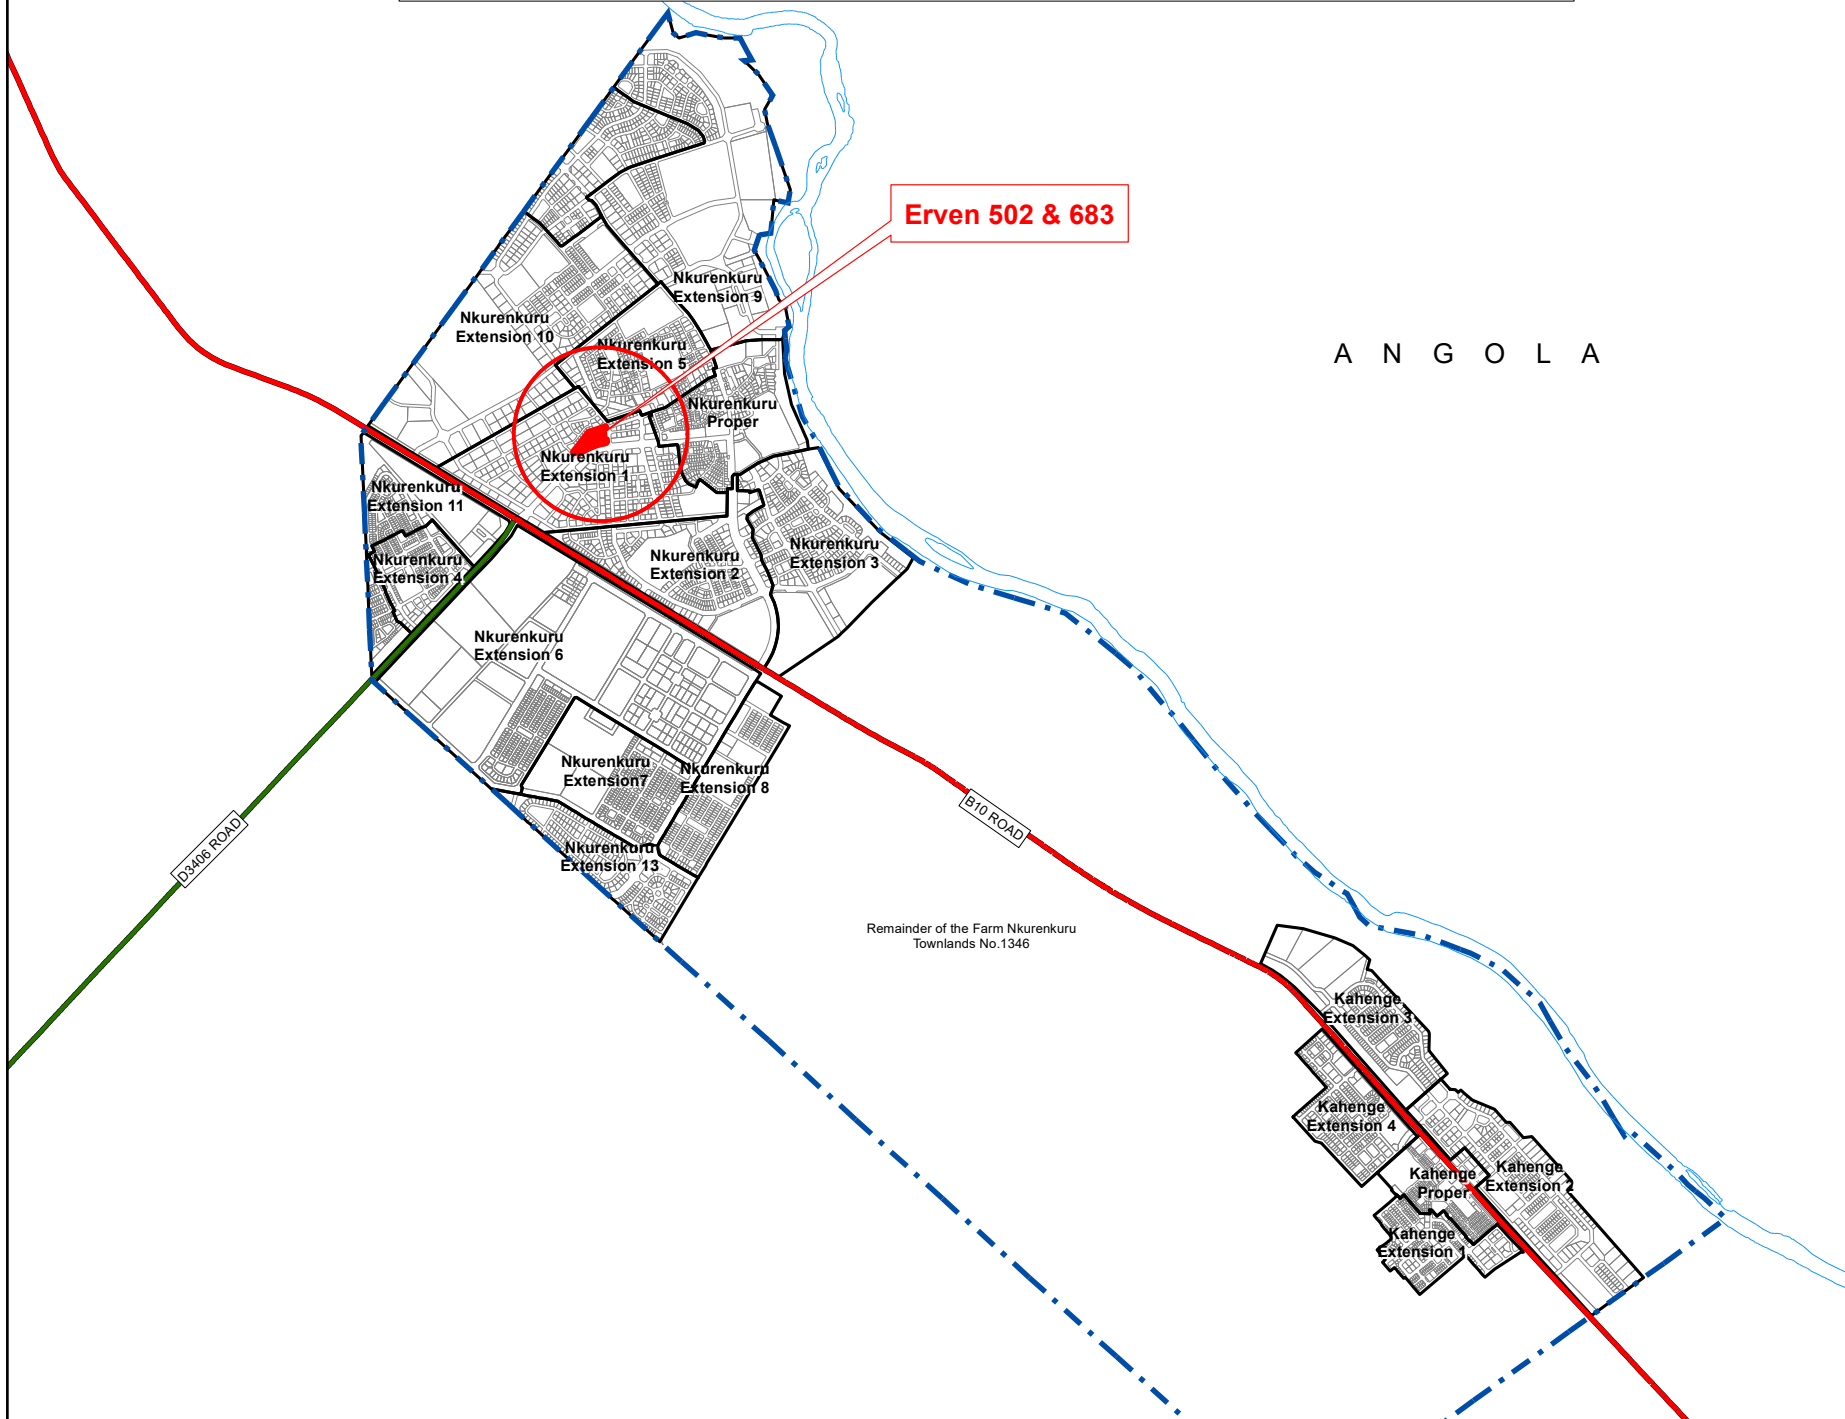 Erven 502 & 683
Nkurenkuru
Extension 9
Nkurenkuru
Extension 10
Nkurenkuru
Extension 5
A N G O L A
Nkurenkuru
Proper
Nkurenkuru
Extension 1
Nkurenkuru
Extension 11
Nkurenkuru
Extension 4
Nkurenkuru
Extension 2
Nkurenkuru
Extension 3
Nkurenkuru
Extension 6
Nkurenkuru
Extension7
Nkurenkuru
Extension 8
B10 ROAD
D3406 ROAD
Nkurenkuru
Extension 13
Remainder of the Farm Nkurenkuru
Townlands No.1346
Kahenge
Extension 3
Kahenge
Extension 4
Kahenge
Proper
Kahenge
Extension 2
Kahenge
Extension 1